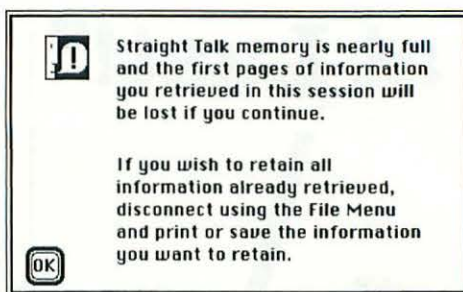 Straight Talk memory is nearly full
and the first pages of information
you retrieved in this session will
be lost if you continue.
If you wish to retain all
information already retrieved,
disconnect using the File Menu
and print or save the information
you want to retain.
OK